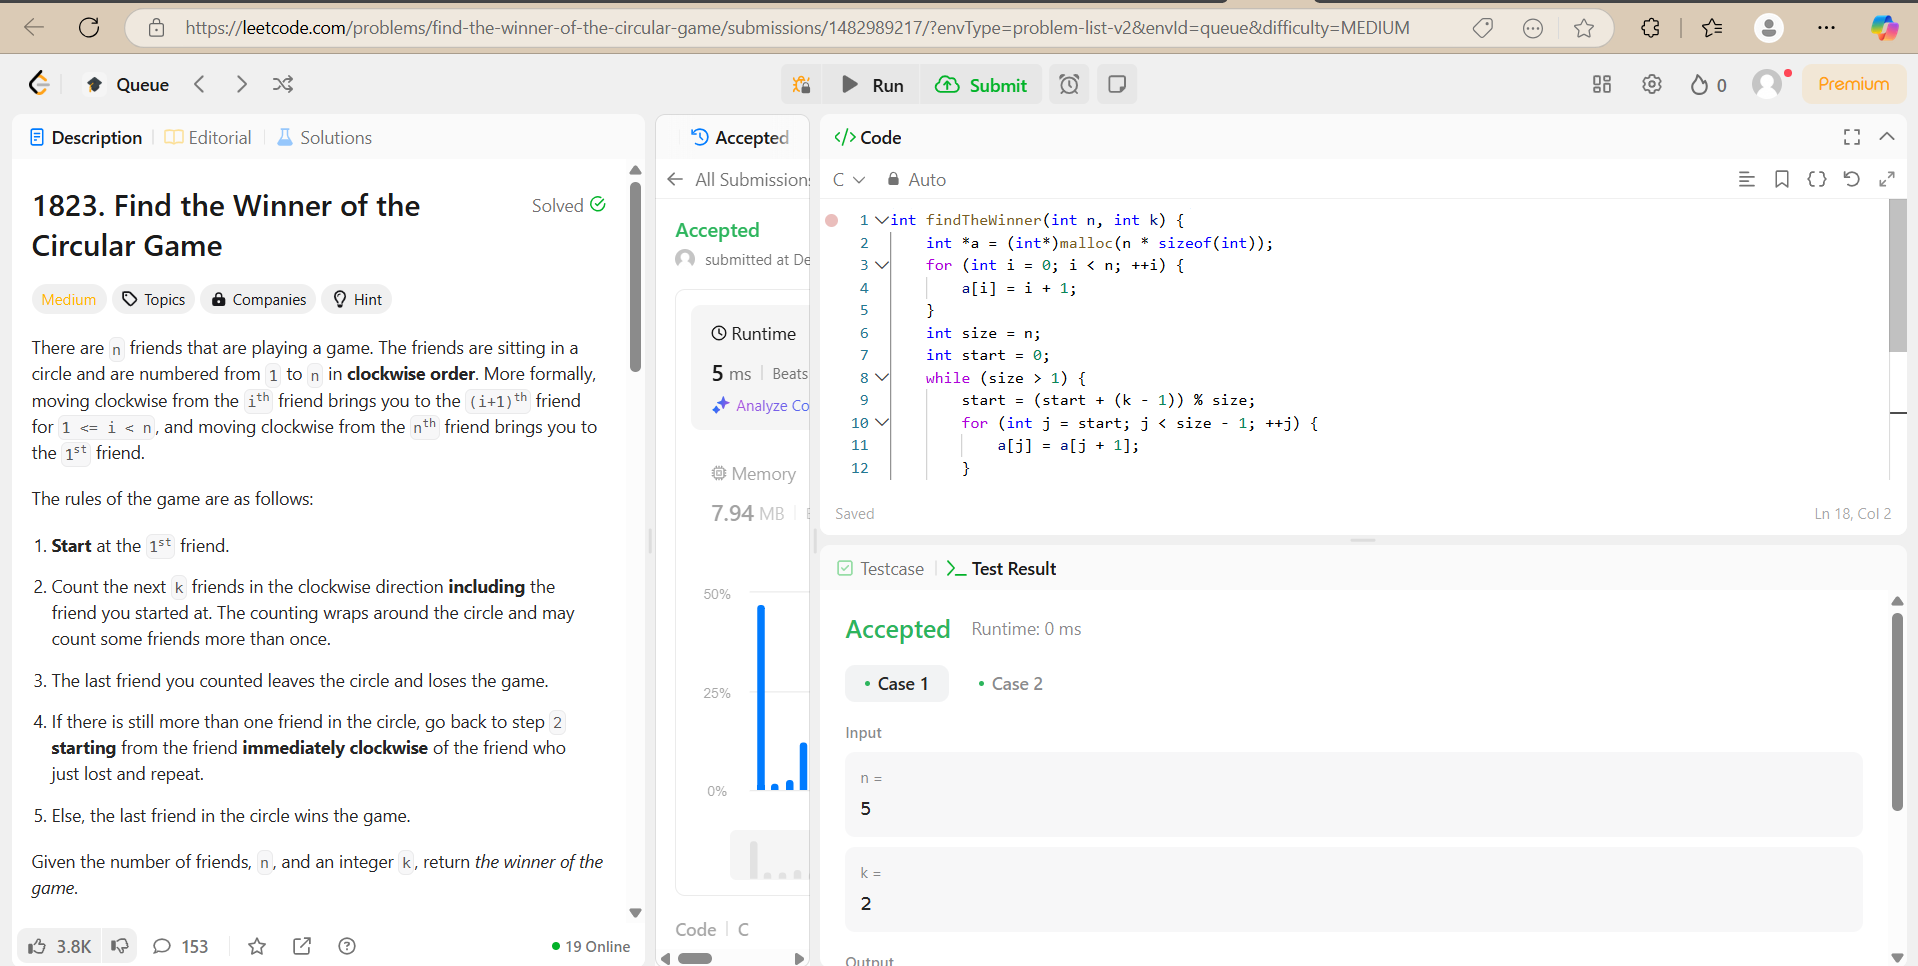 https://leetcode.com/problems/find-the-winner-of-the-circular-game/submissions/1482989217/?envType=problem-list-v2&envId=queue&difficulty=MEDIUM
Queue
Run
Submit
0
Premium
Description
Editorial
Solutions
1823. Find the Winner of the
Circular Game
Solved
Medium
Topics
Companies
Hint
There are n friends that are playing a game. The friends are sitting in a
circle and are numbered from 1 to n in clockwise order. More formally,
moving clockwise from the ith friend brings you to the (i+1)th friend
for 1 <= i < n, and moving clockwise from the nth friend brings you to
the 1st friend.
The rules of the game are as follows:
1. Start at the 1st friend.
2. Count the next k friends in the clockwise direction including the
friend you started at. The counting wraps around the circle and may
count some friends more than once.
3. The last friend you counted leaves the circle and loses the game.
4. If there is still more than one friend in the circle, go back to step 2
starting from the friend immediately clockwise of the friend who
just lost and repeat.
5. Else, the last friend in the circle wins the game.
Given the number of friends, n, and an integer k, return the winner of the
game.
3.8K
153
19 Online
Accepted
All Submissions
Accepted
submitted at De
Runtime
5 ms
Beats
Analyze Co
Memory
7.94 MB
50%
25%
0%
Code
C
</> Code
C
Auto
1 int findTheWinner(int n, int k) {
2 int *a = (int*)malloc(n * sizeof(int));
3 for (int i = 0; i < n; ++i) {
4 a[i] = i + 1;
5 }
6 int size = n;
7 int start = 0;
8 while (size > 1) {
9 start = (start + (k - 1)) % size;
10 for (int j = start; j < size - 1; ++j) {
11 a[j] = a[j + 1];
12 }
Saved
Ln 18, Col 2
Testcase
Test Result
Accepted
Runtime: 0 ms
Case 1
Case 2
Input
n =
5
k =
2
Output